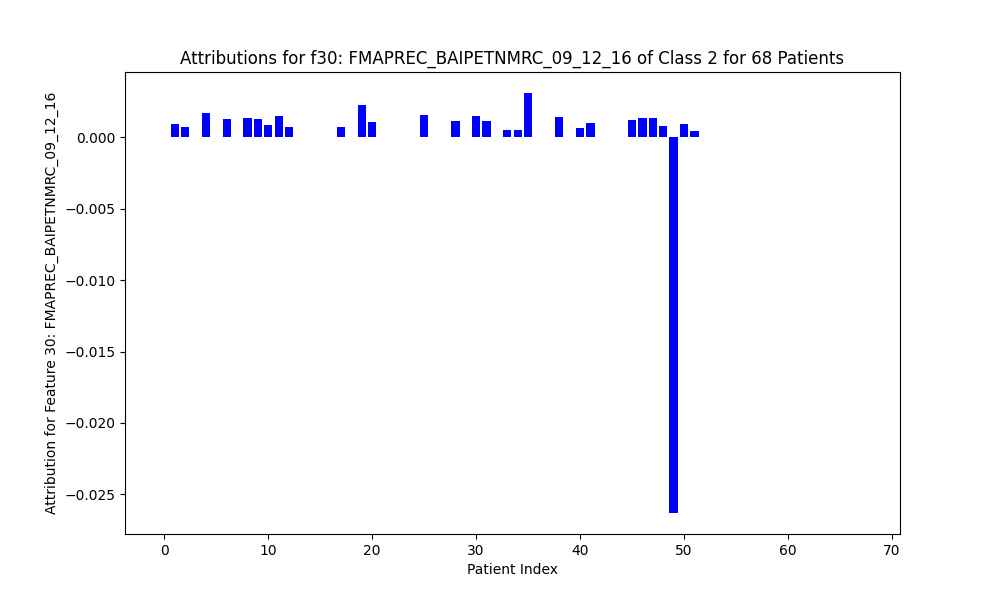 Attributions for f30: FMAPREC_BAIPETNMRC_09_12_16 of Class 2 for 68 Patients
Attribution for Feature 30: FMAPREC_BAIPETNMRC_09_12_16
0.000
−0.005
−0.010
−0.015
−0.020
−0.025
0 10 20 30 40 50 60 70
Patient Index